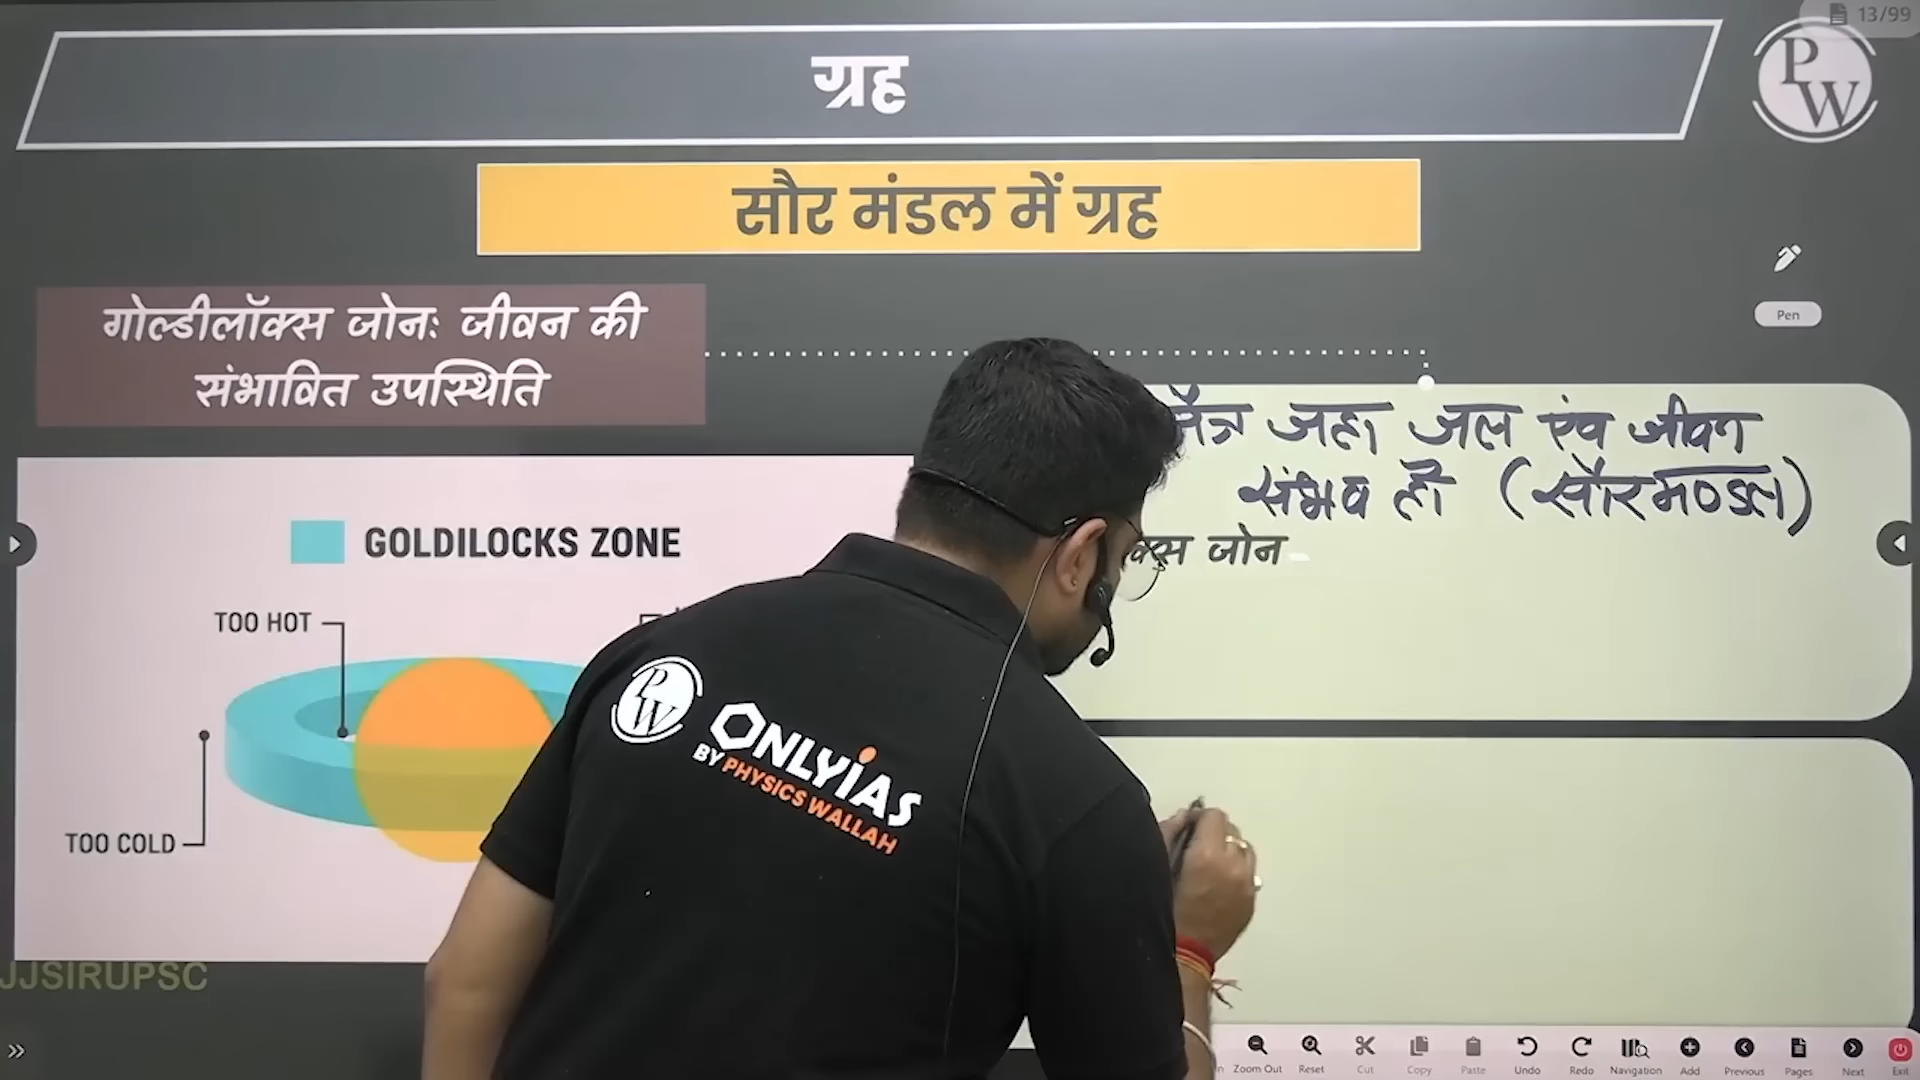 13/99
ग्रह
PW
सौर मंडल में ग्रह
गोल्डीलॉक्स जोनः जीवन की
संभावित उपस्थिति
Pen
जहा जल एंव जीवन
संभव हो (सौरमण्डल)
जोन
GOLDILOCKS ZONE
TOO HOT
TOO COLD
PW ONLYIAS
BY PHYSICS WALLAH
JJSIRUPSC
Zoom Out Reset Cut Copy Paste Undo Redo Navigation Add Previous Pages Next Exit